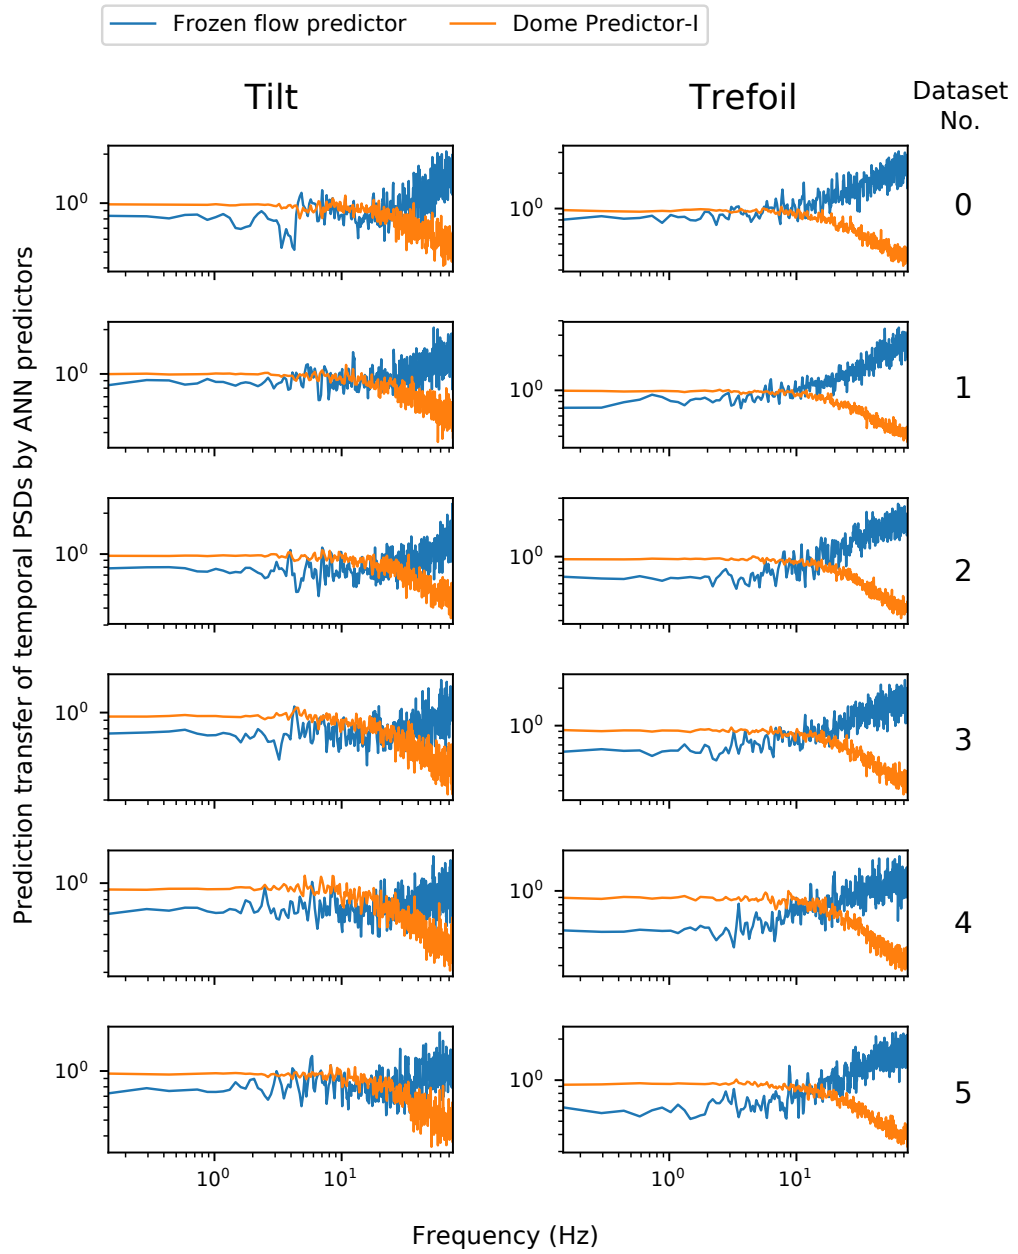 Frozen flow predictor
Dome Predictor-I
Tilt
Trefoil
Dataset
No.
Prediction transfer of temporal PSDs by ANN predictors
10⁰
10⁰
0
10⁰
10⁰
1
10⁰
10⁰
2
10⁰
10⁰
3
10⁰
10⁰
4
10⁰
10⁰
5
10⁰
10¹
10⁰
10¹
Frequency (Hz)